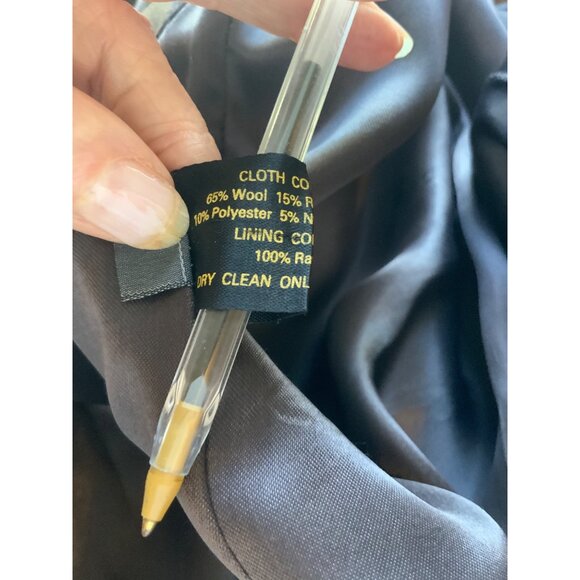 CLOTH CO
65% Wool 15% R
10% Polyester 5% N
LINING CO
100% Ra
DRY CLEAN ONL